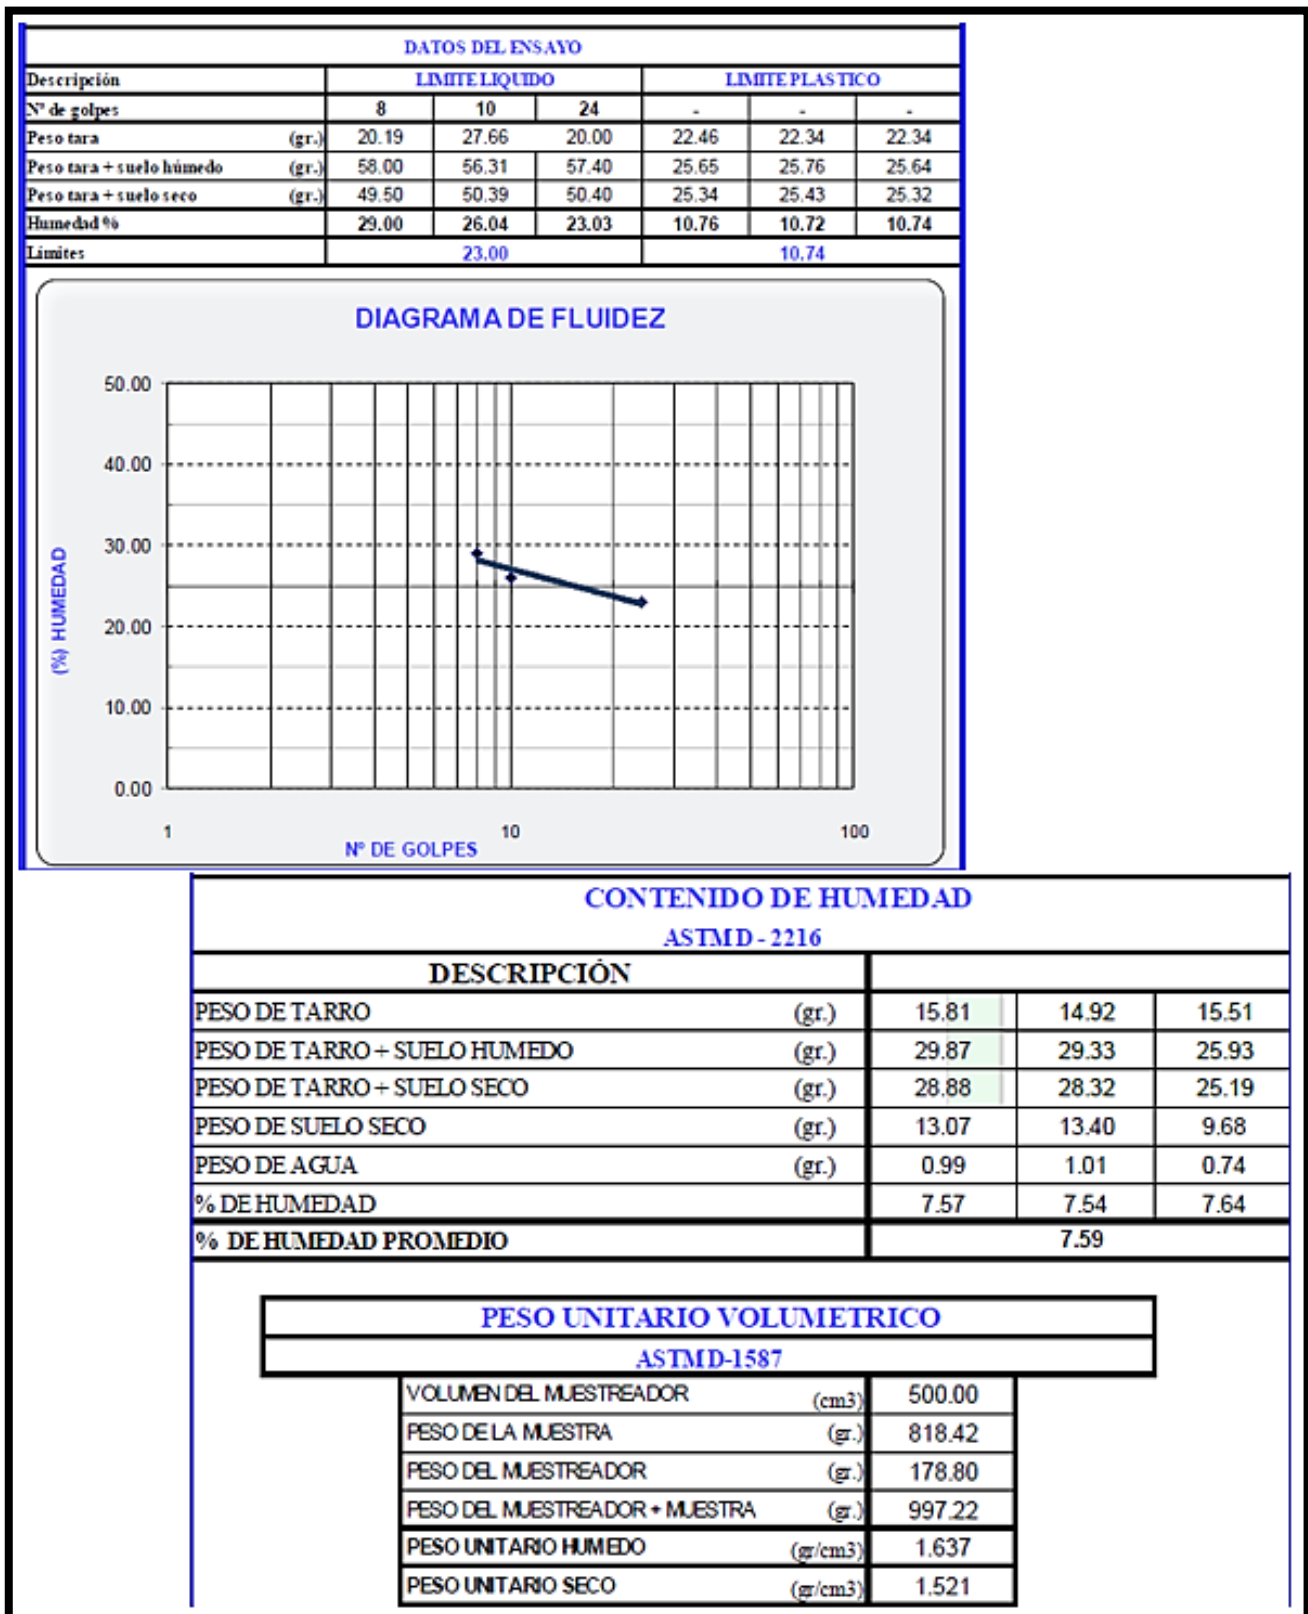 DATOS DEL ENSAYO
Descripción LIMITE LIQUIDO LIMITE PLASTICO
Nº de golpes 8 10 24 - - -
Peso tara (gr.) 20.19 27.66 20.00 22.46 22.34 22.34
Peso tara + suelo húmedo (gr.) 58.00 56.31 57.40 25.65 25.76 25.64
Peso tara + suelo seco (gr.) 49.50 50.39 50.40 25.34 25.43 25.32
Humedad % 29.00 26.04 23.03 10.76 10.72 10.74
Límites 23.00 10.74
DIAGRAMA DE FLUIDEZ
50.00
40.00
30.00
20.00
10.00
0.00
(%) HUMEDAD
1 10 100
Nº DE GOLPES
CONTENIDO DE HUMEDAD
ASTM D - 2216
DESCRIPCIÓN
PESO DE TARRO (gr.) 15.81 14.92 15.51
PESO DE TARRO + SUELO HUMEDO (gr.) 29.87 29.33 25.93
PESO DE TARRO + SUELO SECO (gr.) 28.88 28.32 25.19
PESO DE SUELO SECO (gr.) 13.07 13.40 9.68
PESO DE AGUA (gr.) 0.99 1.01 0.74
% DE HUMEDAD 7.57 7.54 7.64
% DE HUMEDAD PROMEDIO 7.59
PESO UNITARIO VOLUMETRICO
ASTM D-1587
VOLUMEN DEL MUESTREADOR (cm3) 500.00
PESO DE LA MUESTRA (gr.) 818.42
PESO DEL MUESTREADOR (gr.) 178.80
PESO DEL MUESTREADOR + MUESTRA (gr.) 997.22
PESO UNITARIO HUMEDO (gr/cm3) 1.637
PESO UNITARIO SECO (gr/cm3) 1.521